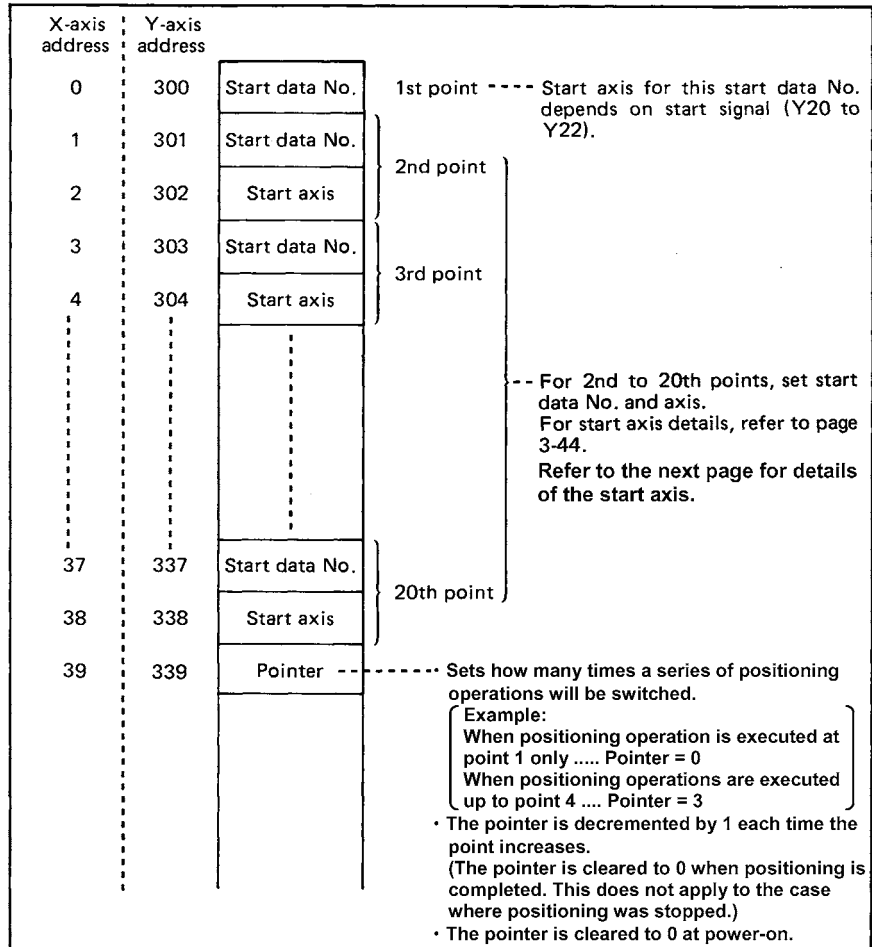 X-axis address
Y-axis address
0 300 Start data No. 1st point Start axis for this start data No.
depends on start signal (Y20 to
Y22).
1 301 Start data No.
2nd point
2 302 Start axis
3 303 Start data No.
3rd point
4 304 Start axis
For 2nd to 20th points, set start
data No. and axis.
For start axis details, refer to page
3-44.
Refer to the next page for details
of the start axis.
37 337 Start data No.
20th point
38 338 Start axis
39 339 Pointer Sets how many times a series of positioning
operations will be switched.
Example:
When positioning operation is executed at
point 1 only ..... Pointer = 0
When positioning operations are executed
up to point 4 .... Pointer = 3
· The pointer is decremented by 1 each time the
point increases.
(The pointer is cleared to 0 when positioning is
completed. This does not apply to the case
where positioning was stopped.)
· The pointer is cleared to 0 at power-on.